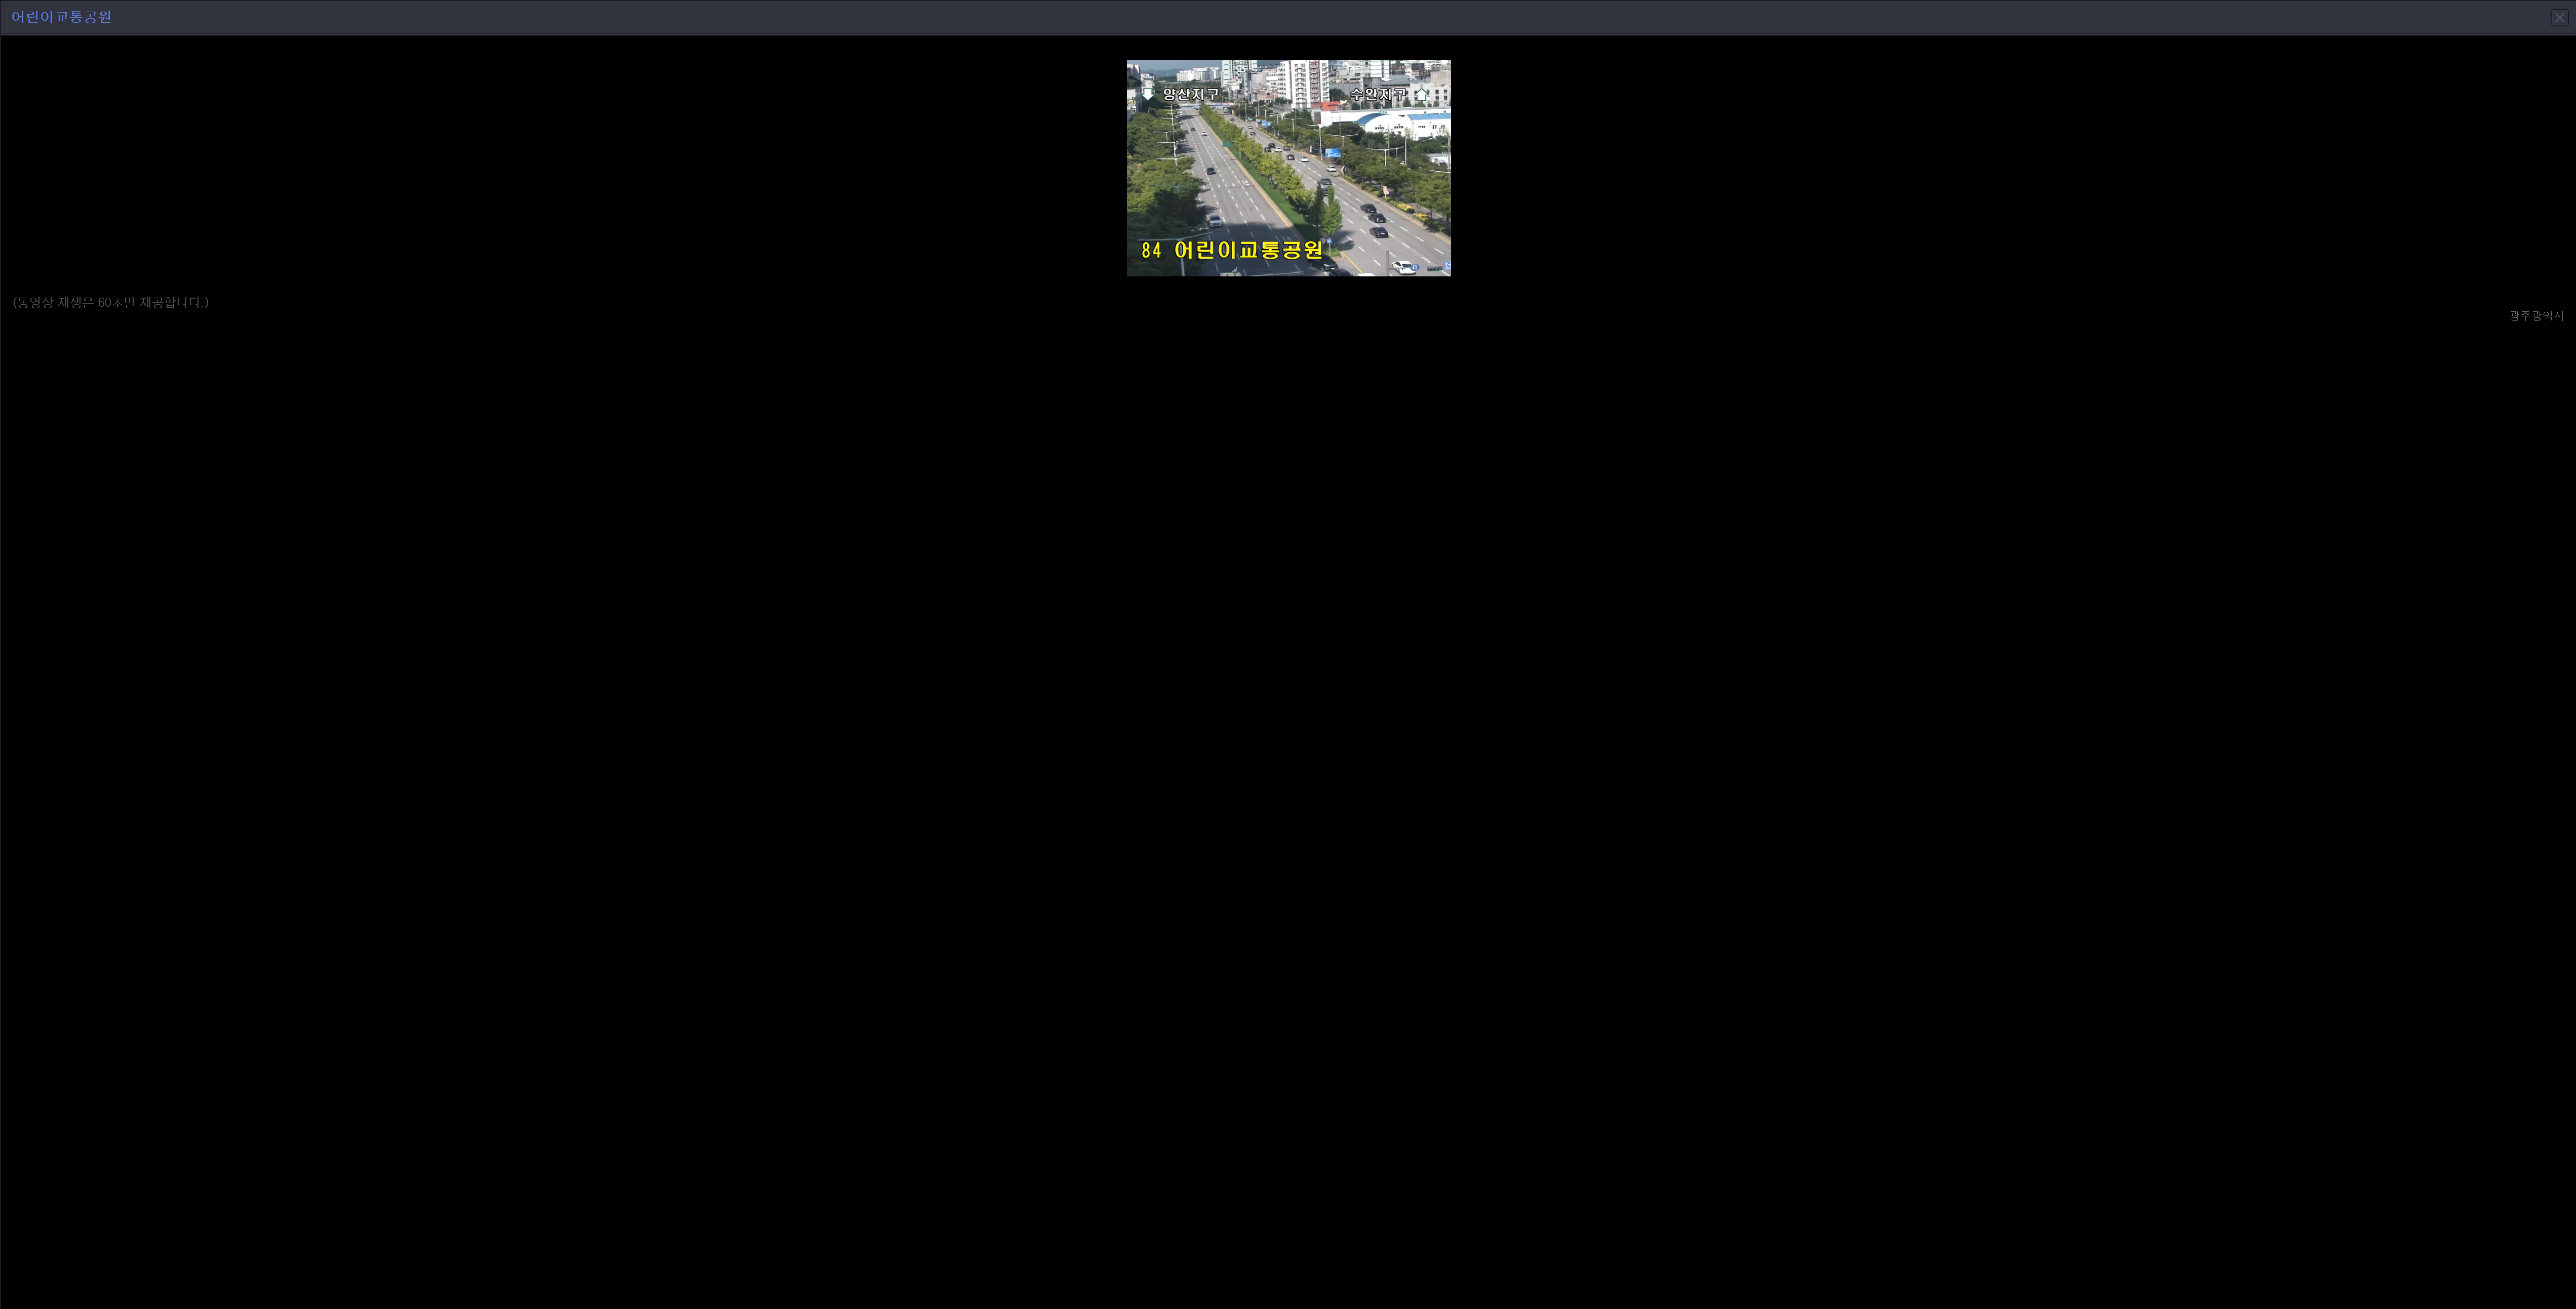 어린이교통공원
양산지구
수완지구
84 어린이교통공원
(동영상 재생은 60초만 제공합니다.)
광주광역시